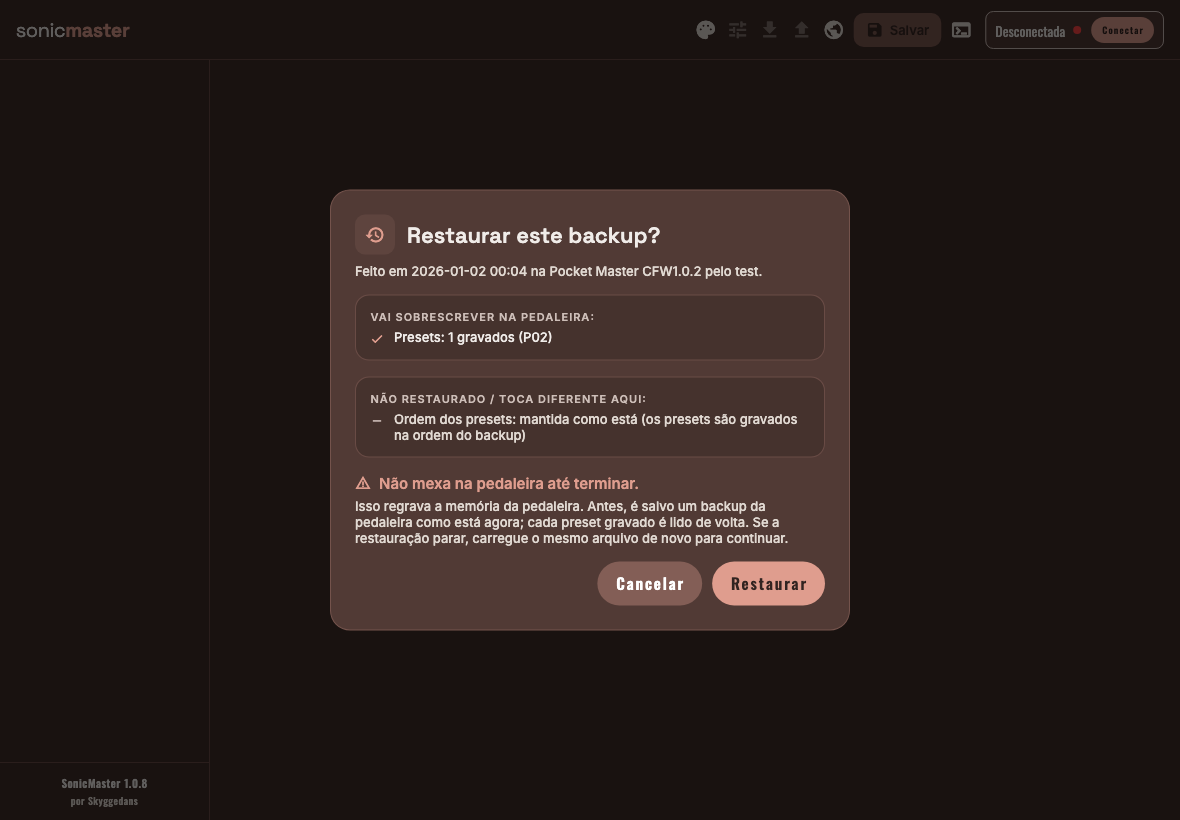 sonicmaster
Salvar
Desconectada
Conectar
Restaurar este backup?
Feito em 2026-01-02 00:04 na Pocket Master CFW1.0.2 pelo test.
VAI SOBRESCREVER NA PEDALEIRA:
Presets: 1 gravados (P02)
NÃO RESTAURADO / TOCA DIFERENTE AQUI:
Ordem dos presets: mantida como está (os presets são gravados
na ordem do backup)
Não mexa na pedaleira até terminar.
Isso regrava a memória da pedaleira. Antes, é salvo um backup da
pedaleira como está agora; cada preset gravado é lido de volta. Se a
restauração parar, carregue o mesmo arquivo de novo para continuar.
Cancelar
Restaurar
SonicMaster 1.0.8
por Skyggedans